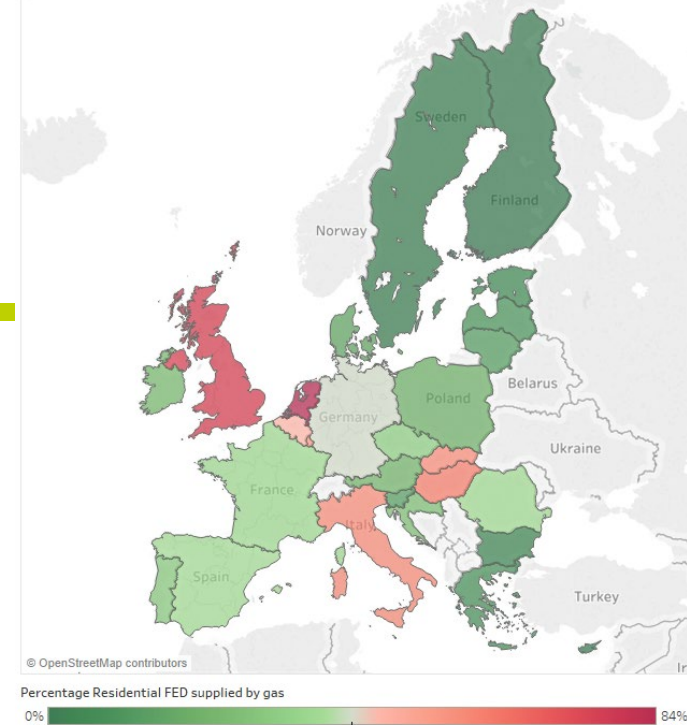 Sweden
Finland
Norway
Belarus
Germany
Poland
Ukraine
France
Italy
Spain
Turkey
Ir
© OpenStreetMap contributors
Percentage Residential FED supplied by gas
0%
84%